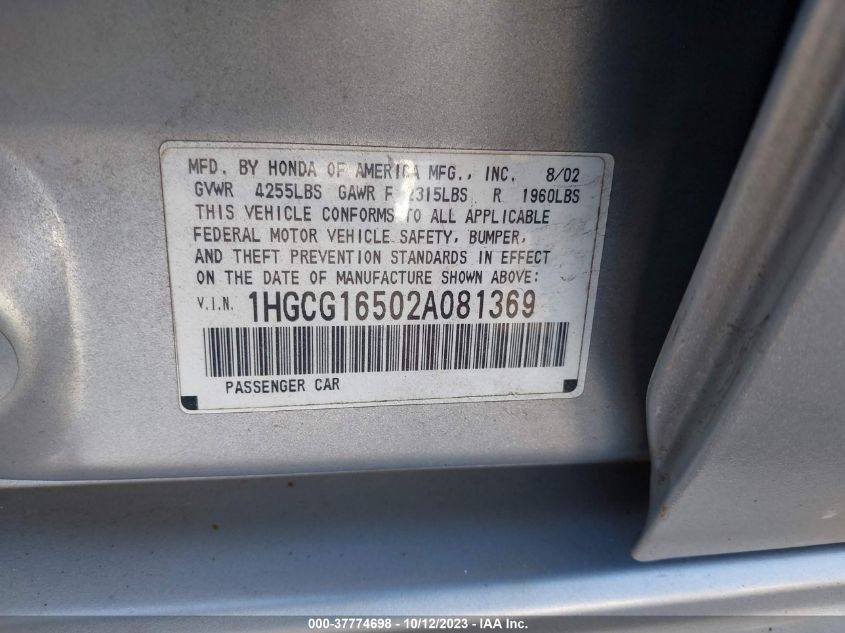 MFD. BY HONDA OF AMERICA MFG., INC. 8/02
GVWR 4255LBS GAWR F 2315LBS R 1960LBS
THIS VEHICLE CONFORMS TO ALL APPLICABLE
FEDERAL MOTOR VEHICLE SAFETY, BUMPER,
AND THEFT PREVENTION STANDARDS IN EFFECT
ON THE DATE OF MANUFACTURE SHOWN ABOVE:
V.I.N. 1HGCG16502A081369
PASSENGER CAR
000-37774698 - 10/12/2023 - IAA Inc.